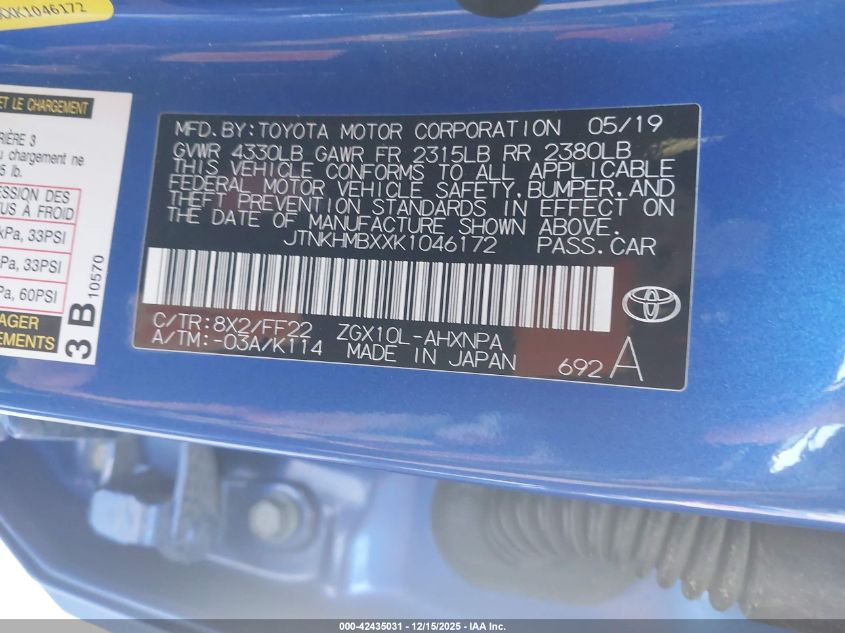 XK1046172
ET LE CHARGEMENT
RIÈRE 3
u chargement ne
5 lb.
ESSION DES
US À FROID
kPa, 33PSI
Pa, 33PSI
Pa, 60PSI
AGER
EMENTS
3 B 10570
MFD.BY:TOYOTA MOTOR CORPORATION 05/19
GVWR 4330LB GAWR FR 2315LB RR 2380LB
THIS VEHICLE CONFORMS TO ALL APPLICABLE
FEDERAL MOTOR VEHICLE SAFETY,BUMPER,AND
THEFT PREVENTION STANDARDS IN EFFECT ON
THE DATE OF MANUFACTURE SHOWN ABOVE.
JTNKHMBXXK1046172 PASS.CAR
C/TR:8X2/FF22 ZGX10L-AHXNPA
A/TM:-03A/K114 MADE IN JAPAN
692 A
000-42435031 - 12/15/2025 - IAA Inc.